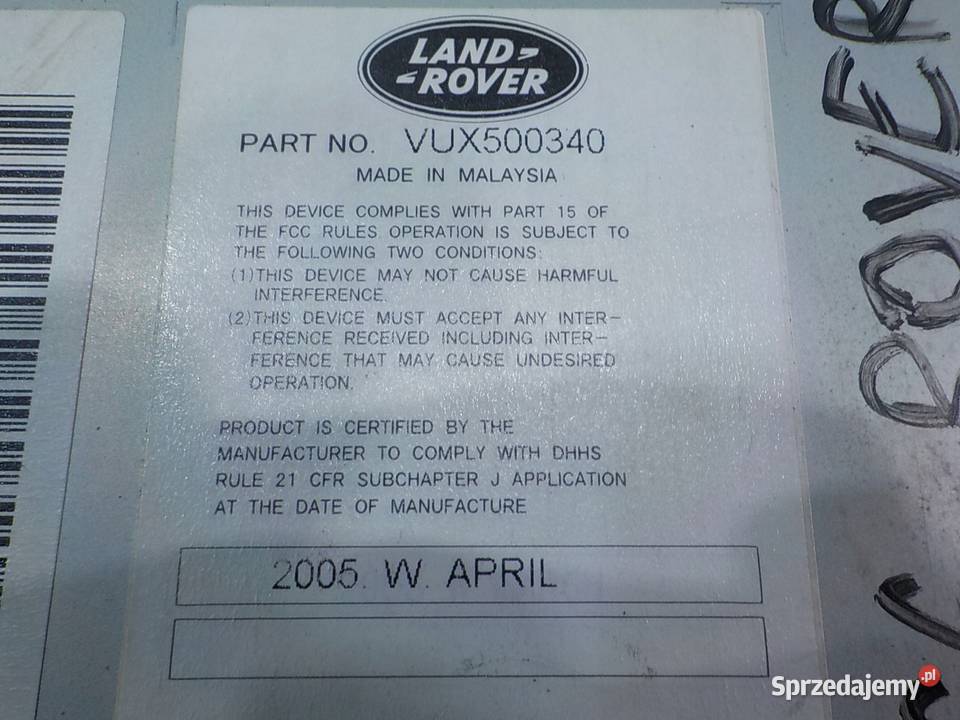 LAND
ROVER
PART NO. VUX500340
MADE IN MALAYSIA
THIS DEVICE COMPLIES WITH PART 15 OF
THE FCC RULES OPERATION IS SUBJECT TO
THE FOLLOWING TWO CONDITIONS:
(1)THIS DEVICE MAY NOT CAUSE HARMFUL
INTERFERENCE.
(2)THIS DEVICE MUST ACCEPT ANY INTER-
FERENCE RECEIVED INCLUDING INTER-
FERENCE THAT MAY CAUSE UNDESIRED
OPERATION.
PRODUCT IS CERTIFIED BY THE
MANUFACTURER TO COMPLY WITH DHHS
RULE 21 CFR SUBCHAPTER J APPLICATION
AT THE DATE OF MANUFACTURE
2005. W. APRIL
ROVER
Sprzedajemy.pl